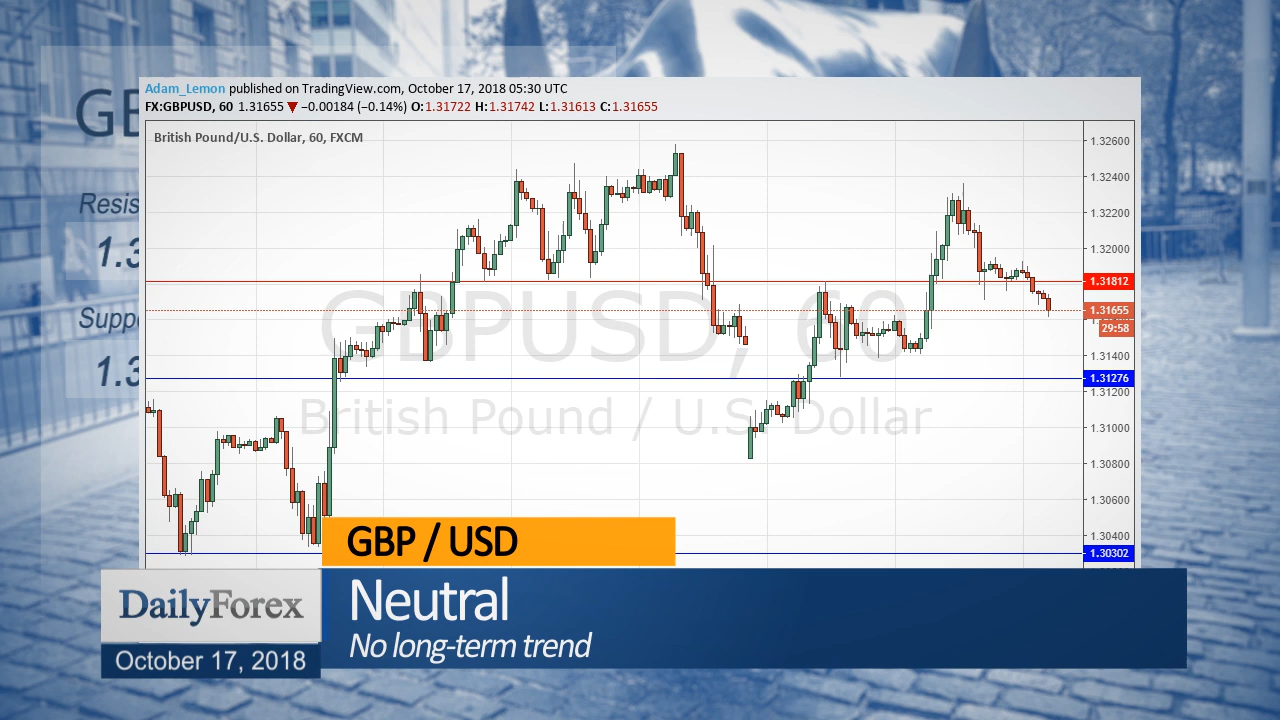 Adam_Lemon published on TradingView.com, October 17, 2018 05:30 UTC
FX:GBPUSD, 60 1.31655 ▼ −0.00184 (−0.14%) O:1.31722 H:1.31742 L:1.31613 C:1.31655
British Pound/U.S. Dollar, 60, FXCM
GBPUSD, 60
British Pound / U.S. Dollar
1.32600
1.32400
1.32200
1.32000
1.31812
1.31655
29:58
1.31400
1.31276
1.31200
1.31000
1.30800
1.30600
1.30400
1.30302
GB
Resis
1.3
Suppo
1.3
GBP / USD
DailyForex
October 17, 2018
Neutral
No long-term trend